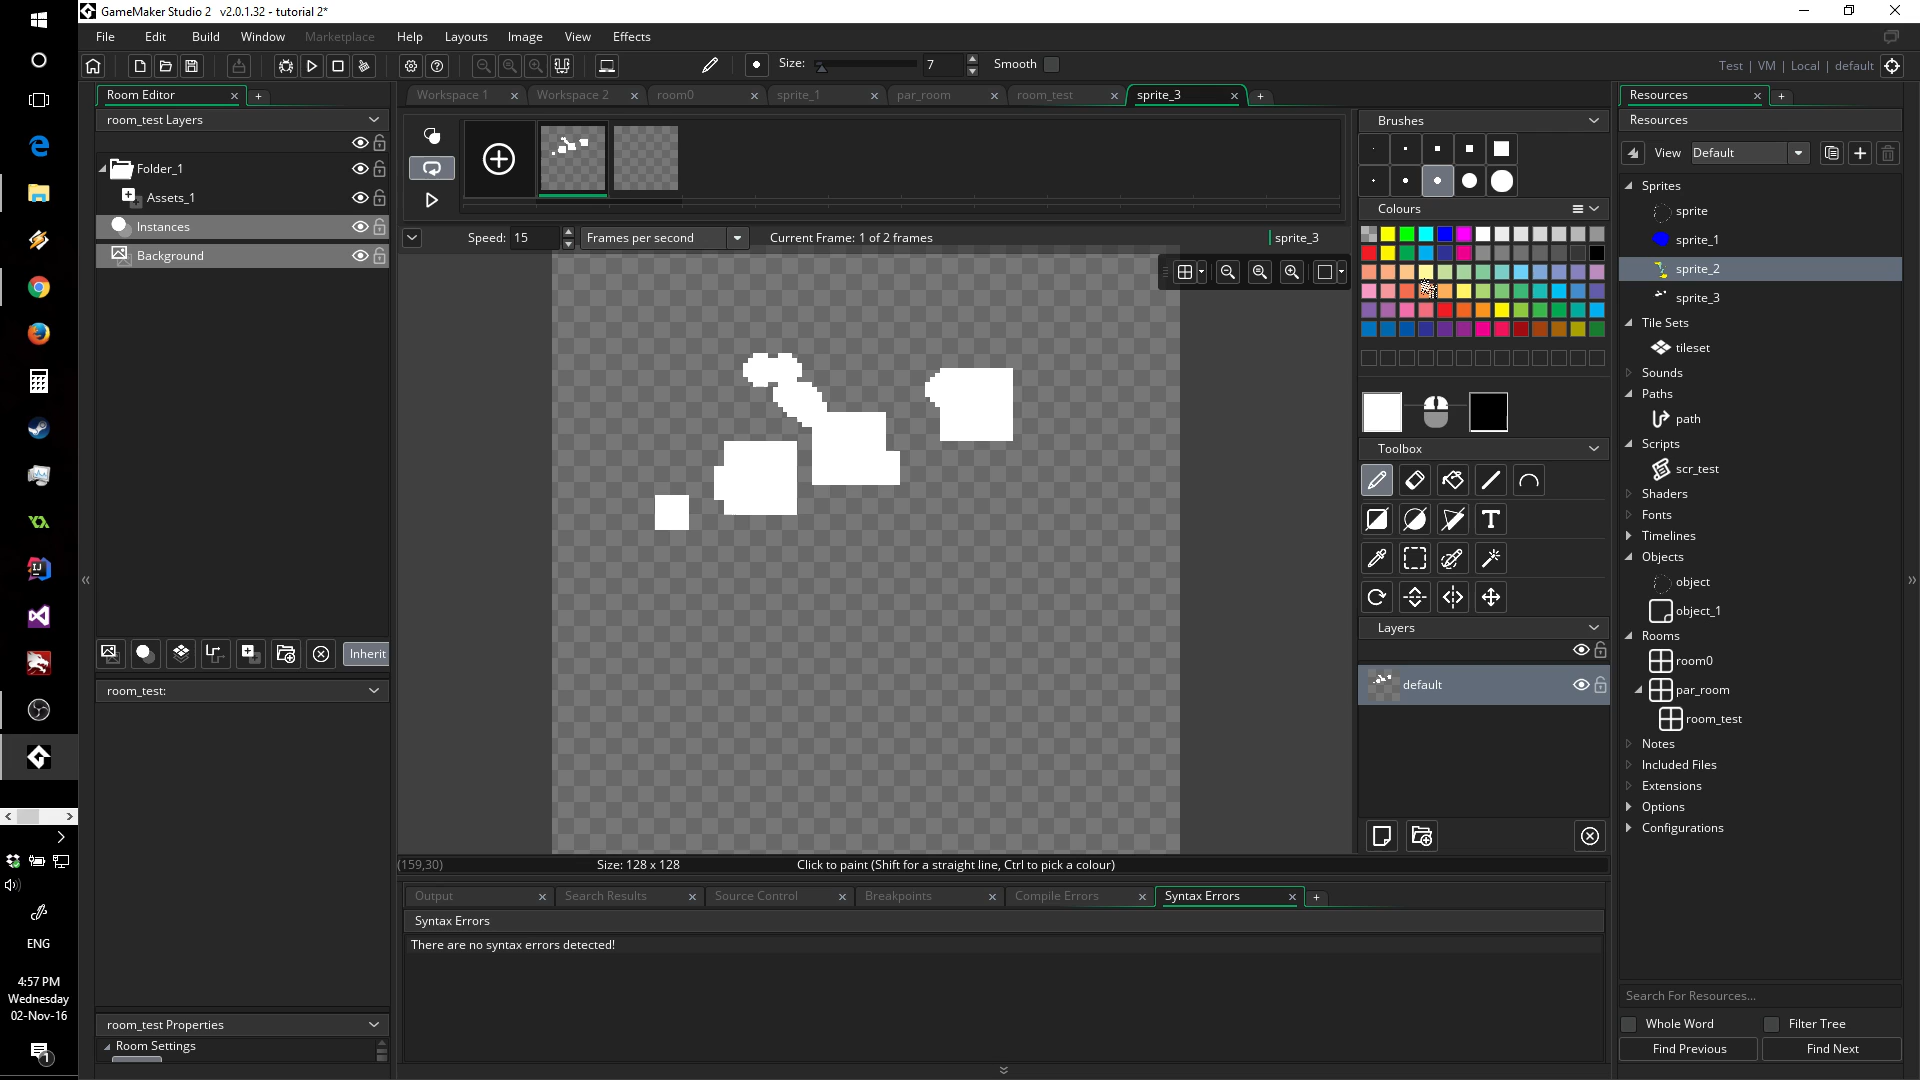 GameMaker Studio 2 v2.0.1.32 - tutorial 2*
File Edit Build Window Marketplace Help Layouts Image View Effects
Size: 7 Smooth
Test | VM | Local | default
Room Editor
Workspace 1 Workspace 2 room0 sprite_1 par_room room_test sprite_3
Resources
room_test Layers
Folder_1
Assets_1
Instances
Background
Inherit
room_test:
room_test Properties
Room Settings
Speed: 15 Frames per second Current Frame: 1 of 2 frames sprite_3
(159,30) Size: 128 x 128 Click to paint (Shift for a straight line, Ctrl to pick a colour)
Output Search Results Source Control Breakpoints Compile Errors Syntax Errors
Syntax Errors
There are no syntax errors detected!
Brushes
Colours
Toolbox
T
Layers
default
Resources
View Default
Sprites
sprite
sprite_1
sprite_2
sprite_3
Tile Sets
tileset
Sounds
Paths
path
Scripts
scr_test
Shaders
Fonts
Timelines
Objects
object
object_1
Rooms
room0
par_room
room_test
Notes
Included Files
Extensions
Options
Configurations
Search For Resources...
Whole Word Filter Tree
Find Previous Find Next
ENG
4:57 PM
Wednesday
02-Nov-16
1